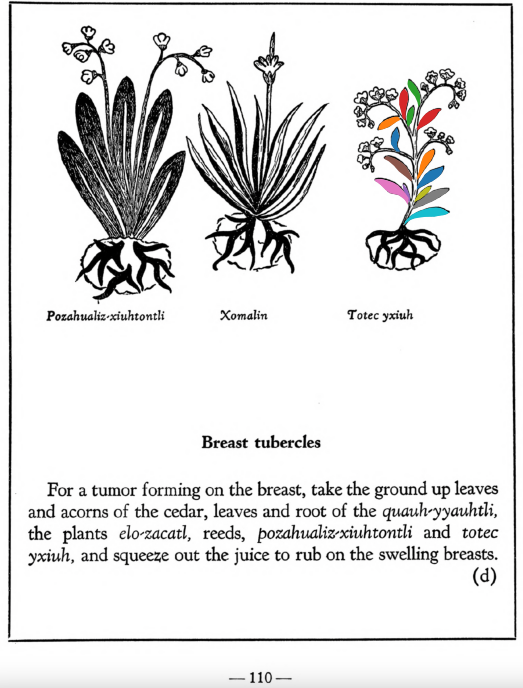 Pozahualiz-xiuhtontli Xomalin Totec yxiuh
Breast tubercles
For a tumor forming on the breast, take the ground up leaves
and acorns of the cedar, leaves and root of the quauh-yyauhtli,
the plants elo-zacatl, reeds, pozahualiz-xiuhtontli and totec
yxiuh, and squeeze out the juice to rub on the swelling breasts.
(d)
— 110 —